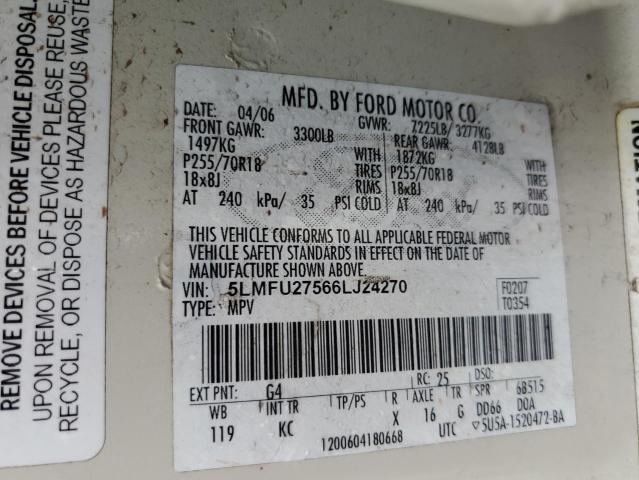 REMOVE DEVICES BEFORE VEHICLE DISPOSAL
UPON REMOVAL OF DEVICES PLEASE REUSE,
RECYCLE, OR DISPOSE AS HAZARDOUS WASTE
MFD. BY FORD MOTOR CO.
DATE: 04/06 GVWR: 7225LB/ 3277KG
FRONT GAWR: 3300LB REAR GAWR: 4128LB
1497KG WITH 1872KG WITH
P255/70R18 TIRES P255/70R18 TIRES
18x8J RIMS 18x8J RIMS
AT 240 kPa/ 35 PSI COLD AT 240 kPa/ 35 PSI COLD
THIS VEHICLE CONFORMS TO ALL APPLICABLE FEDERAL MOTOR
VEHICLE SAFETY STANDARDS IN EFFECT ON THE DATE OF
MANUFACTURE SHOWN ABOVE.
VIN: 5LMFU27566LJ24270 F0207
TYPE: MPV T0354
EXT PNT: G4 RC: 25 DSO: 6B515
WB INT TR TP/PS R AXLE TR SPR DOA
119 KC X 16 G DD66
1200604180668 UTC ▽5USA-1520472-BA